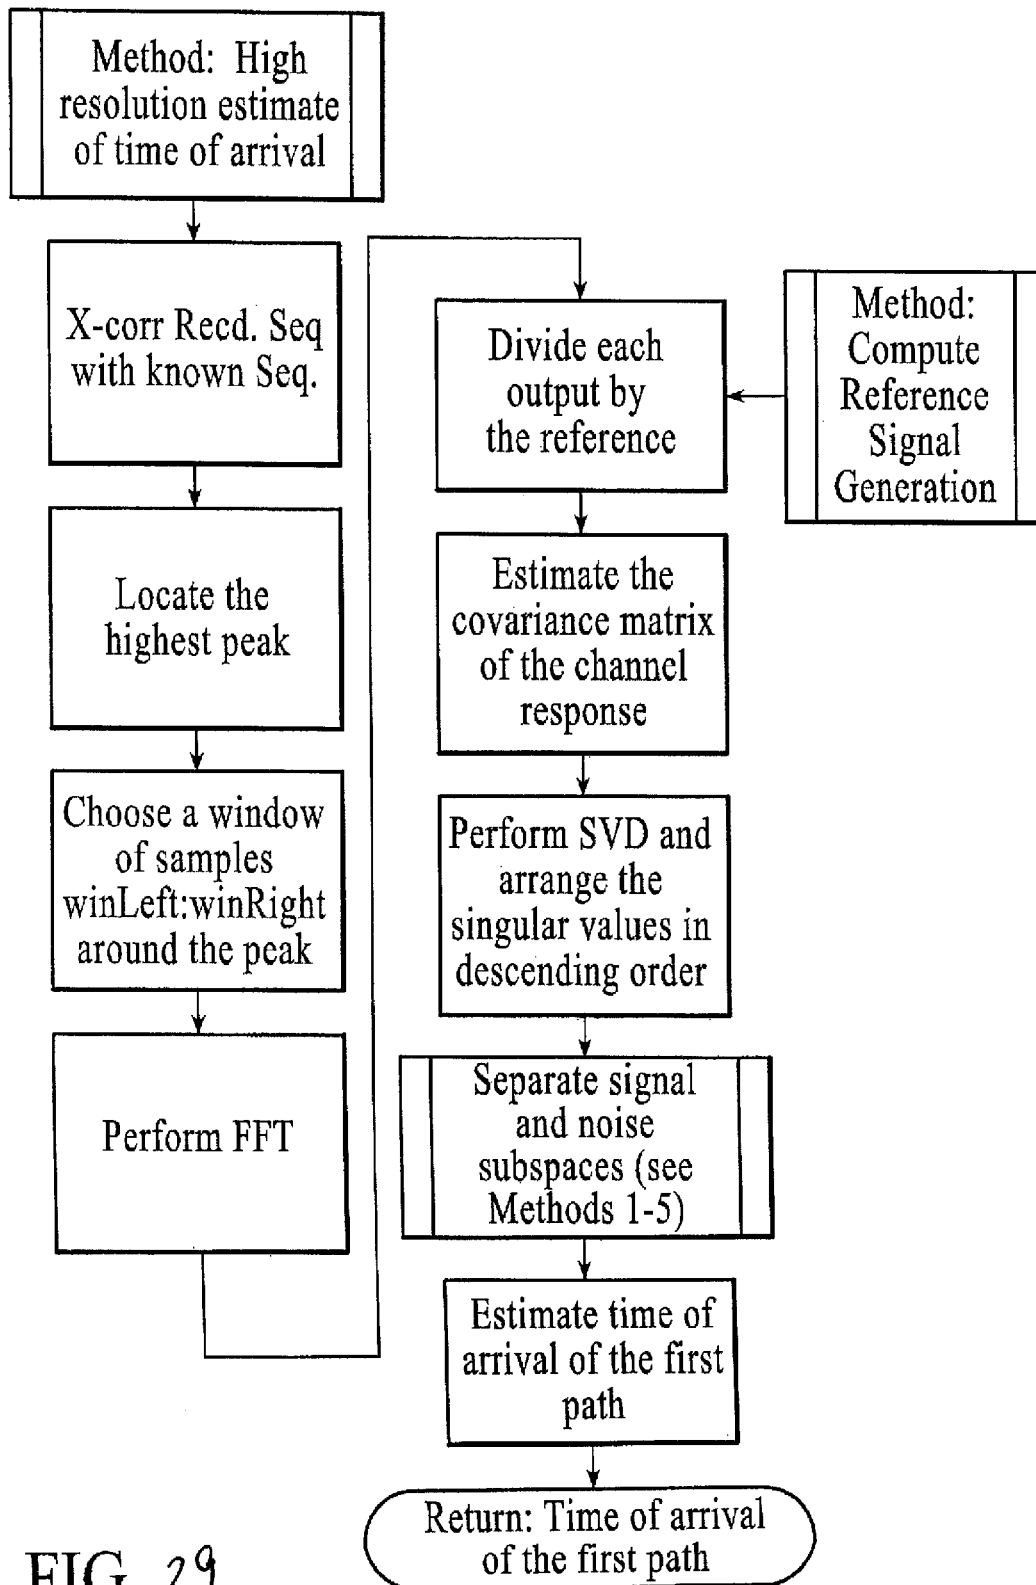 Method: High
resolution estimate
of time of arrival
X-corr Recd. Seq
with known Seq.
Locate the
highest peak
Choose a window
of samples
winLeft:winRight
around the peak
Perform FFT
Divide each
output by
the reference
Method:
Compute
Reference
Signal
Generation
Estimate the
covariance matrix
of the channel
response
Perform SVD and
arrange the
singular values in
descending order
Separate signal
and noise
subspaces (see
Methods 1-5)
Estimate time of
arrival of the first
path
Return: Time of arrival
of the first path
FIG. 29